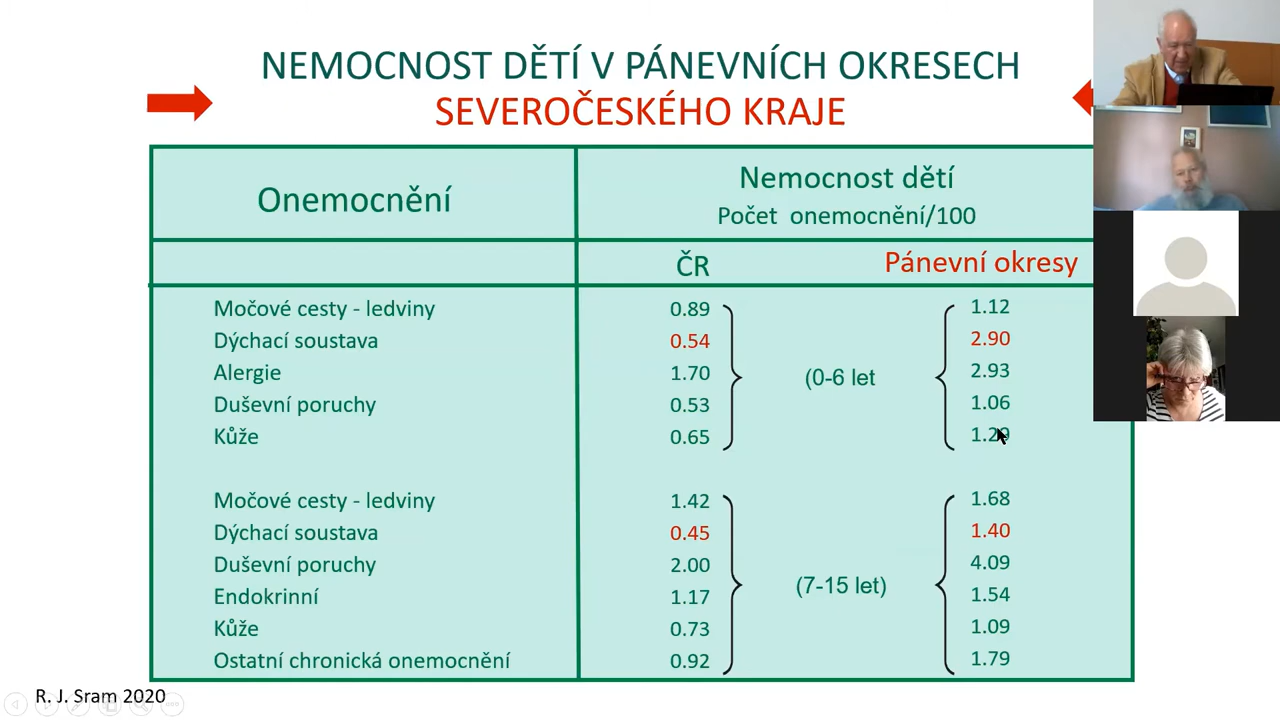 NEMOCNOST DĚTÍ V PÁNEVNÍCH OKRESECH
SEVEROČESKÉHO KRAJE
Onemocnění
Nemocnost dětí
Počet onemocnění/100
ČR Pánevní okresy
Močové cesty - ledviny 0.89 1.12
Dýchací soustava 0.54 2.90
Alergie 1.70 (0-6 let 2.93
Duševní poruchy 0.53 1.06
Kůže 0.65
Močové cesty - ledviny 1.42 1.68
Dýchací soustava 0.45 1.40
Duševní poruchy 2.00 4.09
Endokrinní 1.17 (7-15 let) 1.54
Kůže 0.73 1.09
Ostatní chronická onemocnění 0.92 1.79
R. J. Sram 2020